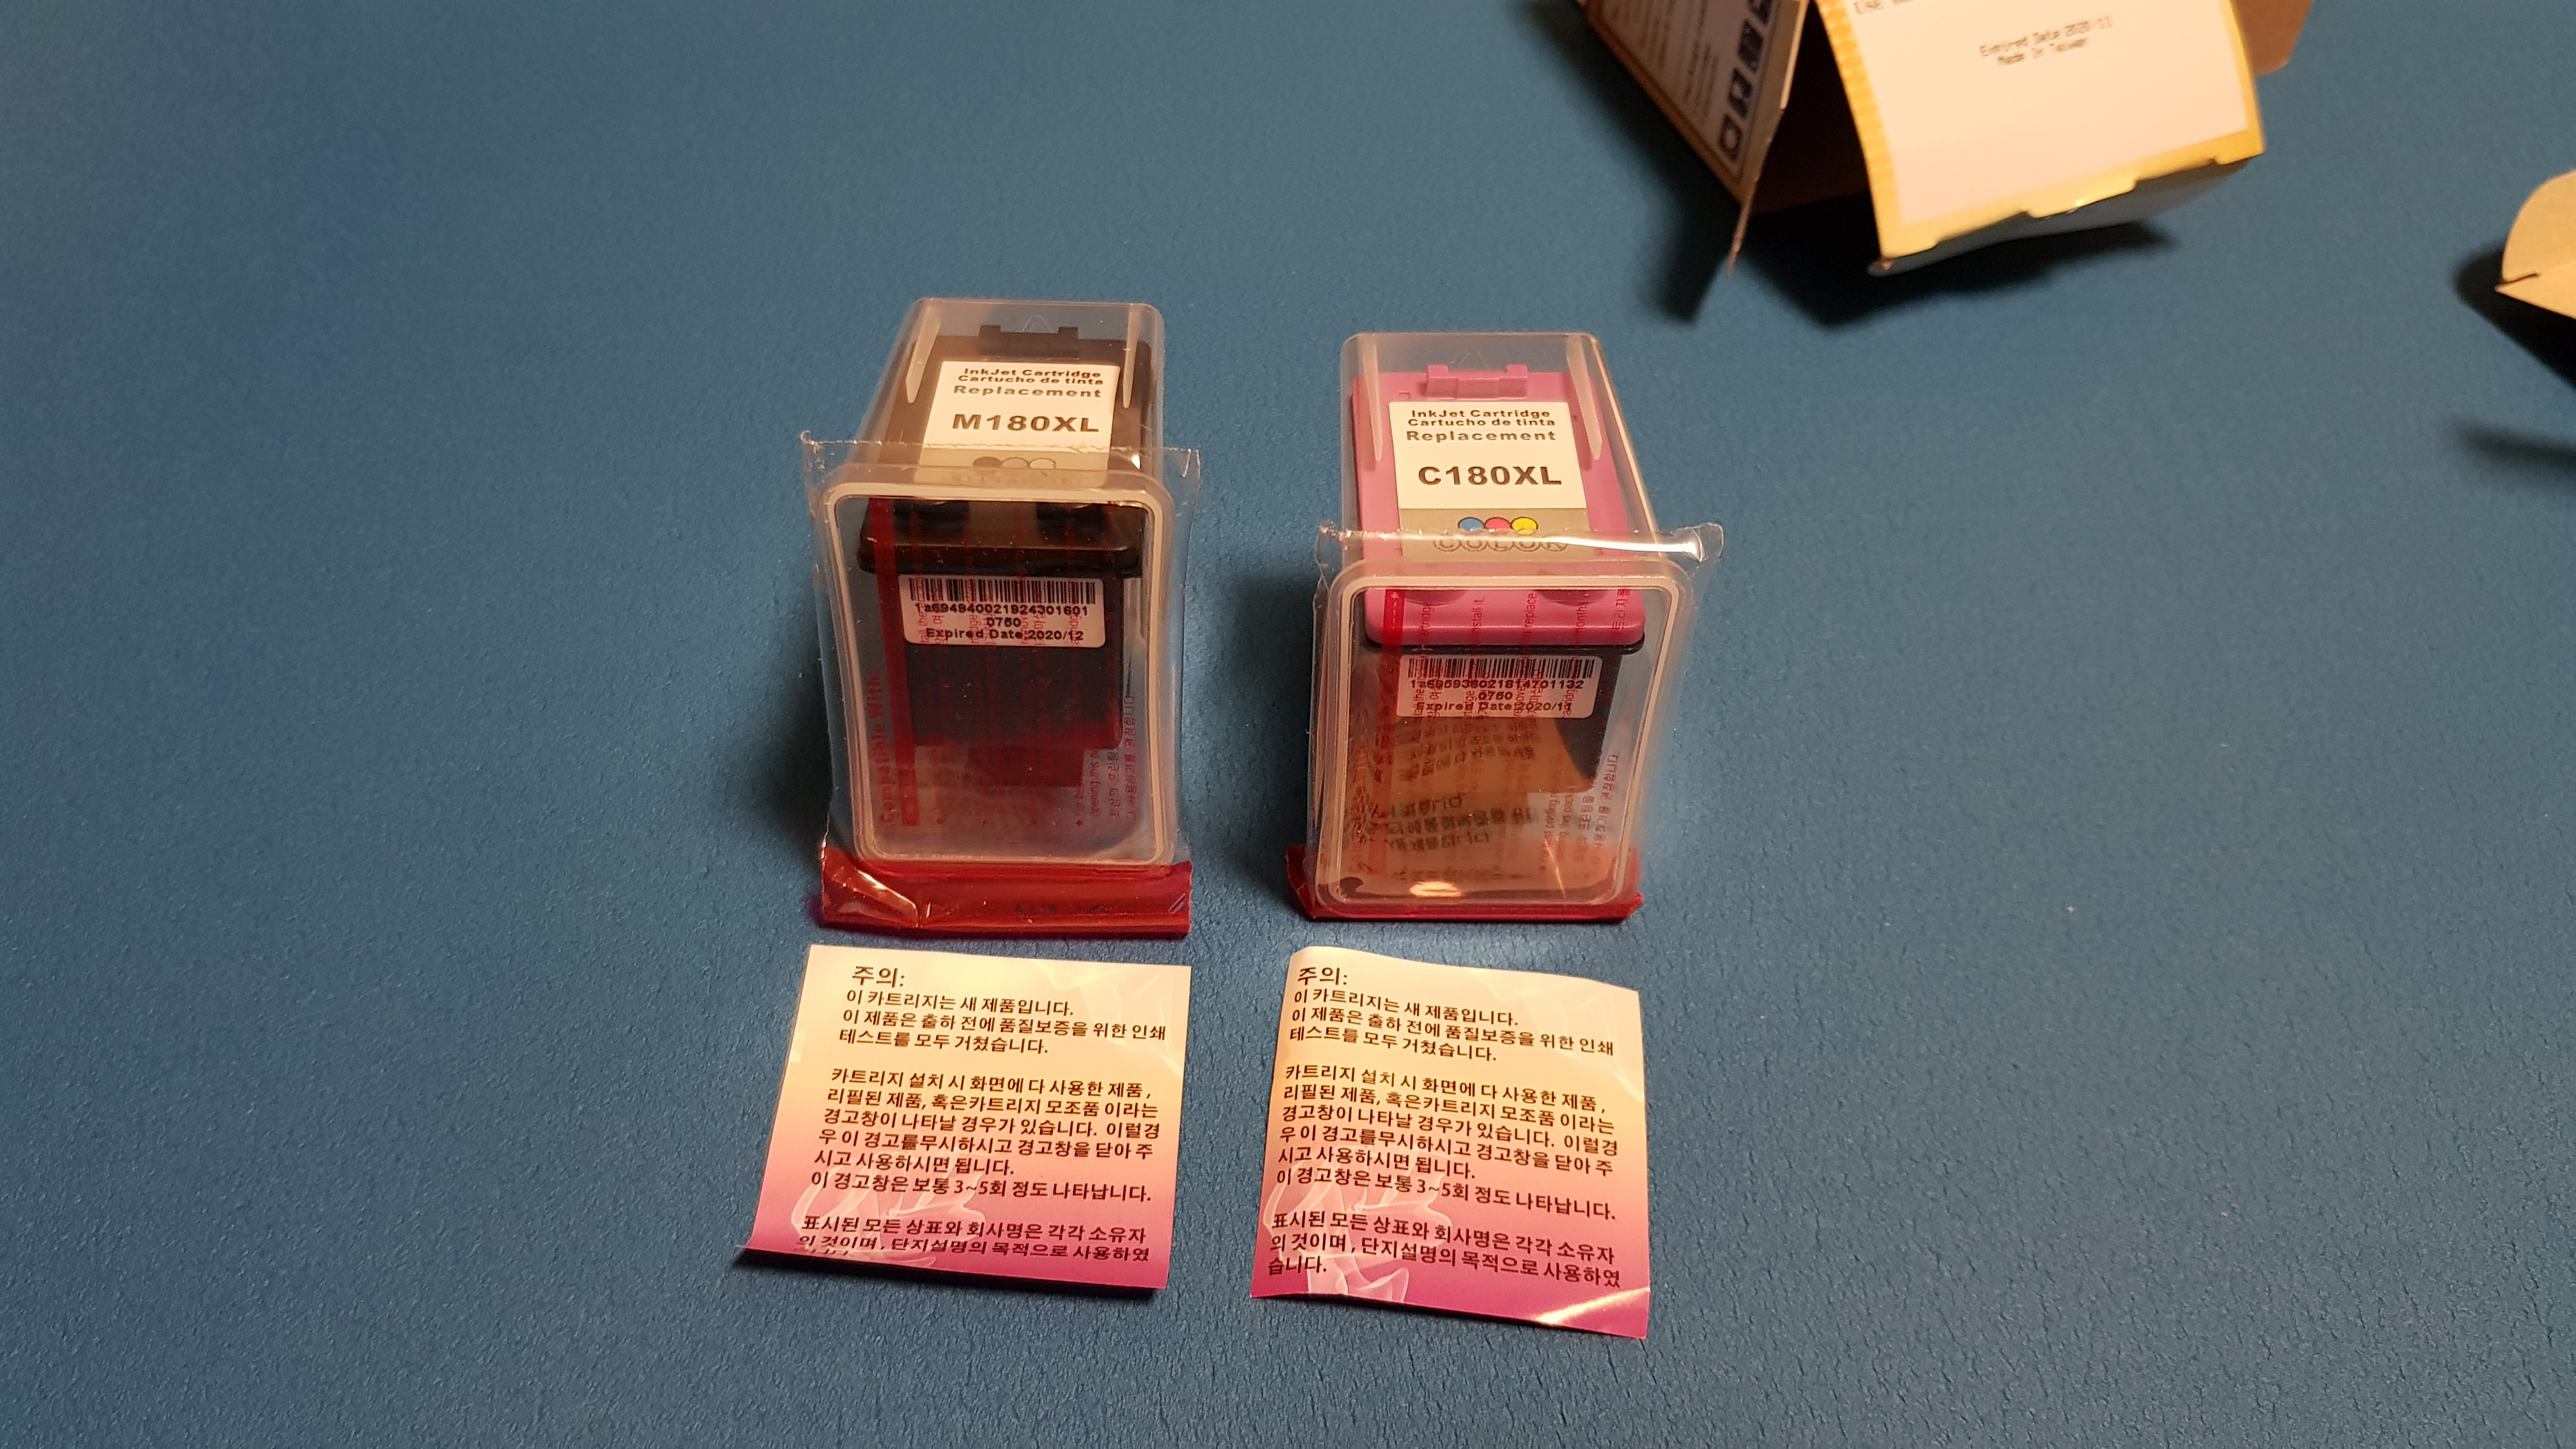 Expired Date:2020/11
Made In Taiwan
InkJet Cartridge
Cartucho de tinta
Replacement
M180XL
1a694940021924301601
0750
Expired Date:2020/12
Compatible With:
InkJet Cartridge
Cartucho de tinta
Replacement
C180XL
COLOR
0750
Expired Date:2020/11
주의:
이 카트리지는 새 제품입니다.
이 제품은 출하 전에 품질보증을 위한 인쇄
테스트를 모두 거쳤습니다.
카트리지 설치 시 화면에 다 사용한 제품 ,
리필된 제품, 혹은카트리지 모조품 이라는
경고창이 나타날 경우가 있습니다. 이럴경
우 이 경고를무시하시고 경고창을 닫아 주
시고 사용하시면 됩니다.
이 경고창은 보통 3~5회 정도 나타납니다.
표시된 모든 상표와 회사명은 각각 소유자
의 것이며 , 단지설명의 목적으로 사용하였
주의:
이 카트리지는 새 제품입니다.
이 제품은 출하 전에 품질보증을 위한 인쇄
테스트를 모두 거쳤습니다.
카트리지 설치 시 화면에 다 사용한 제품 ,
리필된 제품, 혹은카트리지 모조품 이라는
경고창이 나타날 경우가 있습니다. 이럴경
우 이 경고를무시하시고 경고창을 닫아 주
시고 사용하시면 됩니다.
이 경고창은 보통 3~5회 정도 나타납니다.
표시된 모든 상표와 회사명은 각각 소유자
의 것이며 , 단지설명의 목적으로 사용하였
습니다.